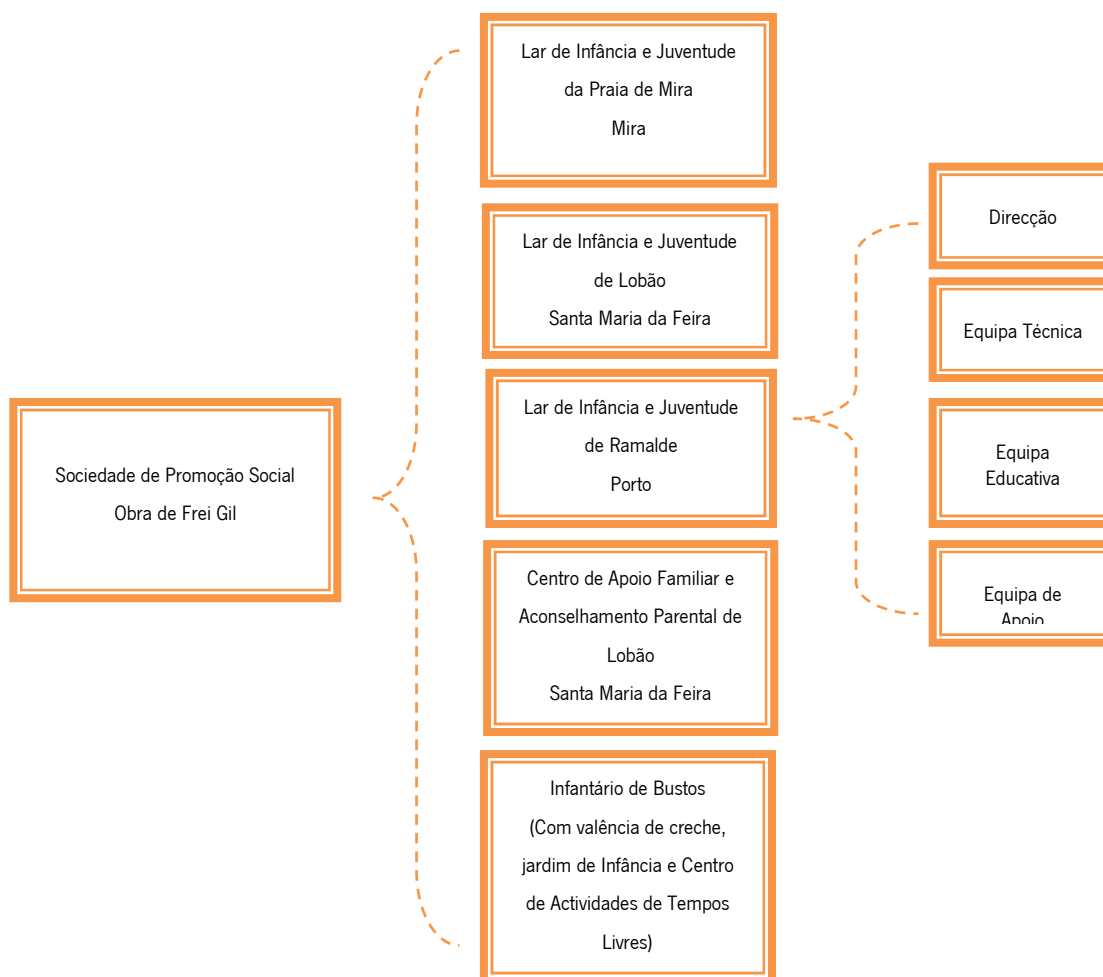 Sociedade de Promoção Social
Obra de Frei Gil
Lar de Infância e Juventude
da Praia de Mira
Mira
Lar de Infância e Juventude
de Lobão
Santa Maria da Feira
Lar de Infância e Juventude
de Ramalde
Porto
Centro de Apoio Familiar e
Aconselhamento Parental de
Lobão
Santa Maria da Feira
Infantário de Bustos
(Com valência de creche,
jardim de Infância e Centro
de Actividades de Tempos
Livres)
Direcção
Equipa Técnica
Equipa
Educativa
Equipa de
Apoio